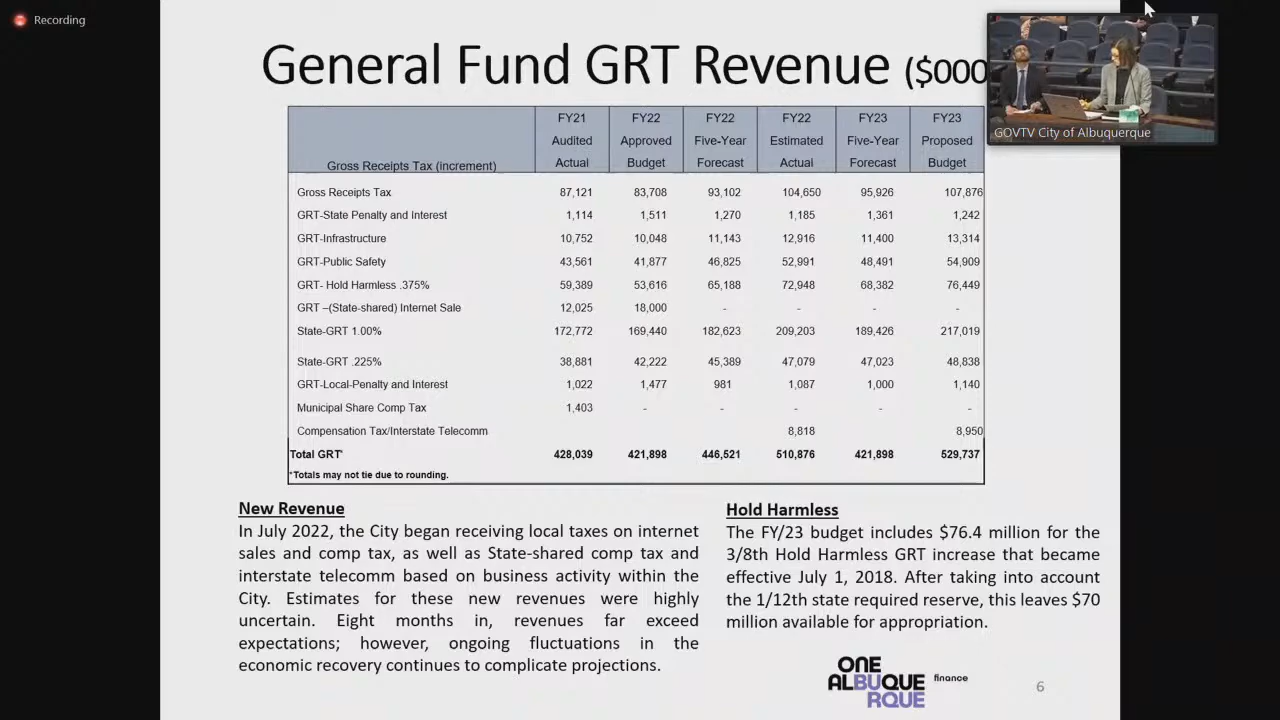 Recording
General Fund GRT Revenue ($000
GOVTV City of Albuquerque
Gross Receipts Tax (increment) FY21 Audited Actual FY22 Approved Budget FY22 Five-Year Forecast FY22 Estimated Actual FY23 Five-Year Forecast FY23 Proposed Budget
Gross Receipts Tax 87,121 83,708 93,102 104,650 95,926 107,876
GRT-State Penalty and Interest 1,114 1,511 1,270 1,185 1,361 1,242
GRT-Infrastructure 10,752 10,048 11,143 12,916 11,400 13,314
GRT-Public Safety 43,561 41,877 46,825 52,991 48,491 54,909
GRT- Hold Harmless .375% 59,389 53,616 65,188 72,948 68,382 76,449
GRT –(State-shared) Internet Sale 12,025 18,000 - - - -
State-GRT 1.00% 172,772 169,440 182,623 209,203 189,426 217,019
State-GRT .225% 38,881 42,222 45,389 47,079 47,023 48,838
GRT-Local-Penalty and Interest 1,022 1,477 981 1,087 1,000 1,140
Municipal Share Comp Tax 1,403 - - - - -
Compensation Tax/Interstate Telecomm 8,818 8,950
Total GRT* 428,039 421,898 446,521 510,876 421,898 529,737
*Totals may not tie due to rounding.
New Revenue
In July 2022, the City began receiving local taxes on internet
sales and comp tax, as well as State-shared comp tax and
interstate telecomm based on business activity within the
City. Estimates for these new revenues were highly
uncertain. Eight months in, revenues far exceed
expectations; however, ongoing fluctuations in the
economic recovery continues to complicate projections.
Hold Harmless
The FY/23 budget includes $76.4 million for the
3/8th Hold Harmless GRT increase that became
effective July 1, 2018. After taking into account
the 1/12th state required reserve, this leaves $70
million available for appropriation.
ONE
ALBUQUE
RQUE
finance
6